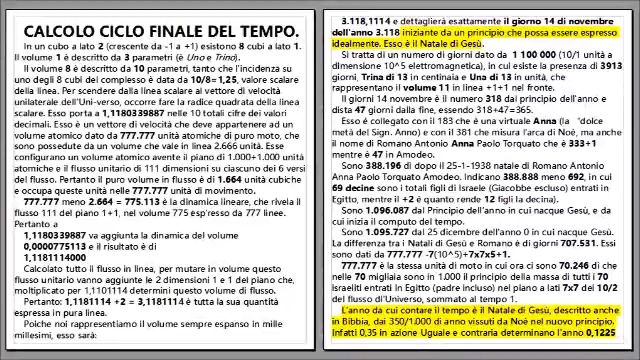 CALCOLO CICLO FINALE DEL TEMPO.
In un cubo a lato 2 (crescente da -1 a +1) esistono 8 cubi a lato 1.
Il volume 1 è descritto da 3 parametri (è Uno e Trino).
Il volume 8 è descritto da 10 parametri, tanto che l'incidenza su
uno degli 8 cubi del complesso è data da 10/8=1,25, valore scalare
della linea. Per scendere dalla linea scalare al vettore di velocità
unilaterale dell'Uni-verso, occorre fare la radice quadrata della linea
scalare. Esso porta a 1,1180339887 nelle 10 totali cifre dei valori
decimali. Esso è un vettore di velocità che deve appartenere ad un
volume atomico dato da 777.777 unità atomiche di puro moto, che
sono possedute da un volume che vale in linea 2.666 unità. Esse
configurano un volume atomico avente il piano di 1.000+1.000 unità
atomiche e il flusso unitario di 111 dimensioni su ciascuno dei 6 versi
del flusso. Pertanto il puro volume in flusso è di 1.664 unità cubiche
e occupa queste unità nelle 777.777 unità di movimento.
777.777 meno 2.664 = 775.113 è la dinamica lineare, che rivela il
flusso 111 del piano 1+1, nel volume 775 esp'resso da 777 linee.
Pertanto a
1,1180339887 va aggiunta la dinamica del volume
0,0000775113 e il risultato è di
1,1181114000
Calcolato tutto il flusso in linea, per mutare in volume questo
flusso unitario vanno aggiunte le 2 dimensioni 1 e 1 del piano che,
moltiplicato per 1,1101114 determini questo volume di flusso.
Pertanto: 1,1181114 +2 = 3,1181114 è tutta la sua quantità
espressa in pura linea.
Poiche noi rappresentiamo il volume sempre espanso in mille
millesimi, esso sarà:
3.118,1114 e dettaglierà esattamente il giorno 14 di novembre
dell'anno 3.118 iniziante da un principio che possa essere espresso
idealmente. Esso è il Natale di Gesù.
Si tratta di un numero di giorni dato da 1 100 000 (10/1 unità a
dimensione 10^5 elettromagnetica), in cui esiste la presenza di 3913
giorni, Trina di 13 in centinaia e Una di 13 in unità, che
rappresentano il volume 11 in linea +1+1 nel fronte.
Il giorni 14 novembre è il numero 318 dai principio dell'anno e
dista 47 giorni dalla fine, essendo 318+47=365.
Esso è collegato con il 183 che è una virtuale Anna (la "dolce
metà del Sign. Anno) e con il 381 che misura l'arca di Noé, ma anche
il nome di Romano Antonio Anna Paolo Torquato che è 333+1
mentre è 47 in Amodeo.
Sono 388.196 di dopo il 25-1-1938 natale di Romano Antonio
Anna Paolo Torquato Amodeo. Indicano 388.888 meno 692, in cui
69 decine sono i totali figli di Israele (Giacobbe escluso) entrati in
Egitto, mentre il +2 è quanto rende 12 figli la decina).
Sono 1.096.087 dal Principio dell'anno in cui nacque Gesù, e da
cui inizia il computo del tempo.
Sono 1.095.727 dal 25 dicembre dell'anno 0 in cui nacque Gesù.
La differenza tra i Natali di Gesù e Romano è di giorni 707.531. Essi
sono dati da 777.777 -7(10^5)+7x7x5+1.
777.777 è la stessa unità di moto in cui ora ci sono 70.246 dì che
nelle 70 migliaia sono in 1.000 il principio della massa di tutti i 70
Israeliti entrati in Egitto (padre incluso) nel piano a lati 7x7 dei 10/2
del flusso di'Universo, sommato al tempo 1.
L'anno da cui contare il tempo è il Natale di Gesù, descritto anche
in Bibbia, dai 350/1.000 di anno vissuti da Noé nel nuovo principio.
Infatti 0,35 in azione Uguale e contraria determinano l'anno 0,1225